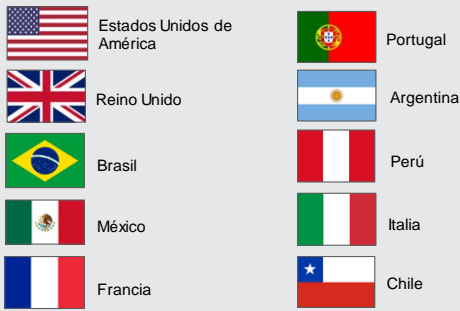 Estados Unidos de
América
Reino Unido
Brasil
México
Francia
Portugal
Argentina
Perú
Italia
Chile